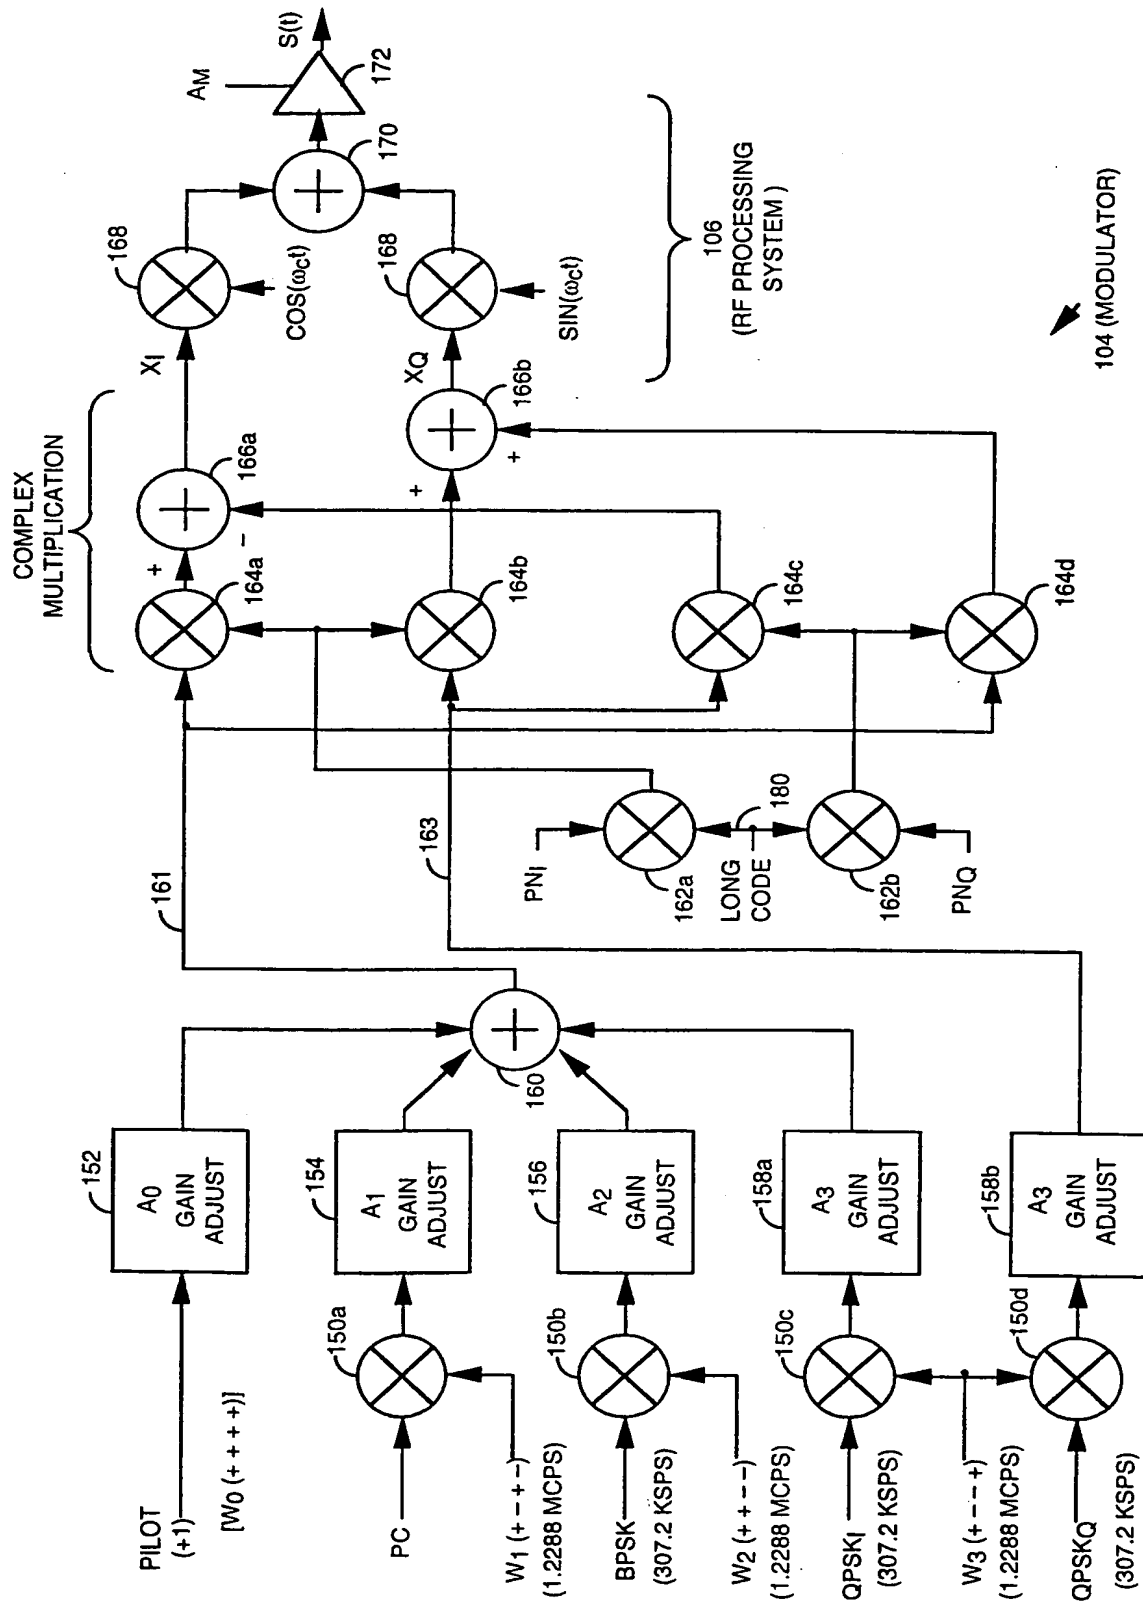 PILOT
(+1)
[W0 (+ + + +)]
152
A0
GAIN
ADJUST
PC
W1 (+ – + –)
(1.2288 MCPS)
150a
154
A1
GAIN
ADJUST
BPSK
(307.2 KSPS)
W2 (+ + – –)
(1.2288 MCPS)
150b
156
A2
GAIN
ADJUST
QPSKI
(307.2 KSPS)
W3 (+ – – +)
(1.2288 MCPS)
150c
158a
A3
GAIN
ADJUST
QPSKQ
(307.2 KSPS)
150d
158b
A3
GAIN
ADJUST
160
161
163
PNI
162a
LONG
CODE
180
162b
PNQ
COMPLEX
MULTIPLICATION
164a
+
–
166a
XI
164b
+
+
166b
XQ
164c
164d
168
COS(ωct)
168
SIN(ωct)
170
AM
172
S(t)
106
(RF PROCESSING
SYSTEM )
104 (MODULATOR)